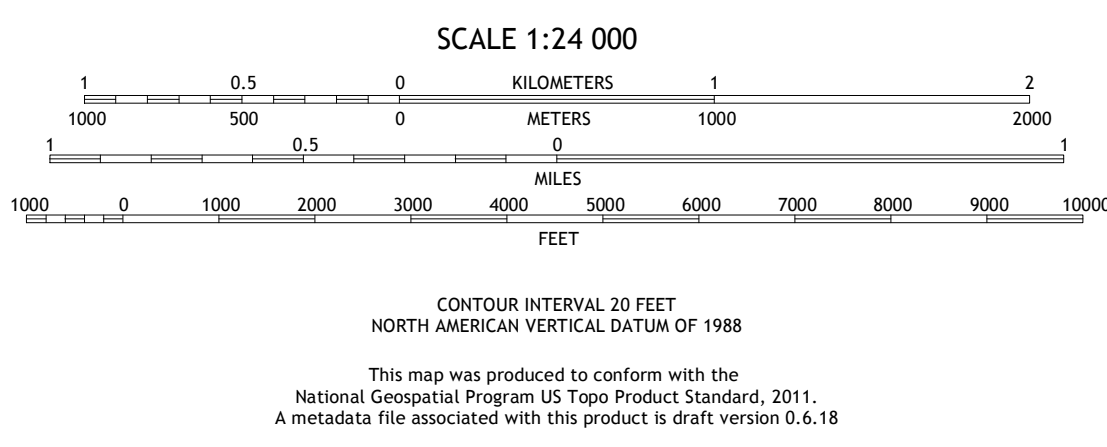 SCALE 1:24 000
1 0.5 0 KILOMETERS 1 2
1000 500 0 METERS 1000 2000
1 0.5 0 1
MILES
1000 0 1000 2000 3000 4000 5000 6000 7000 8000 9000 10000
FEET
CONTOUR INTERVAL 20 FEET
NORTH AMERICAN VERTICAL DATUM OF 1988
This map was produced to conform with the
National Geospatial Program US Topo Product Standard, 2011.
A metadata file associated with this product is draft version 0.6.18